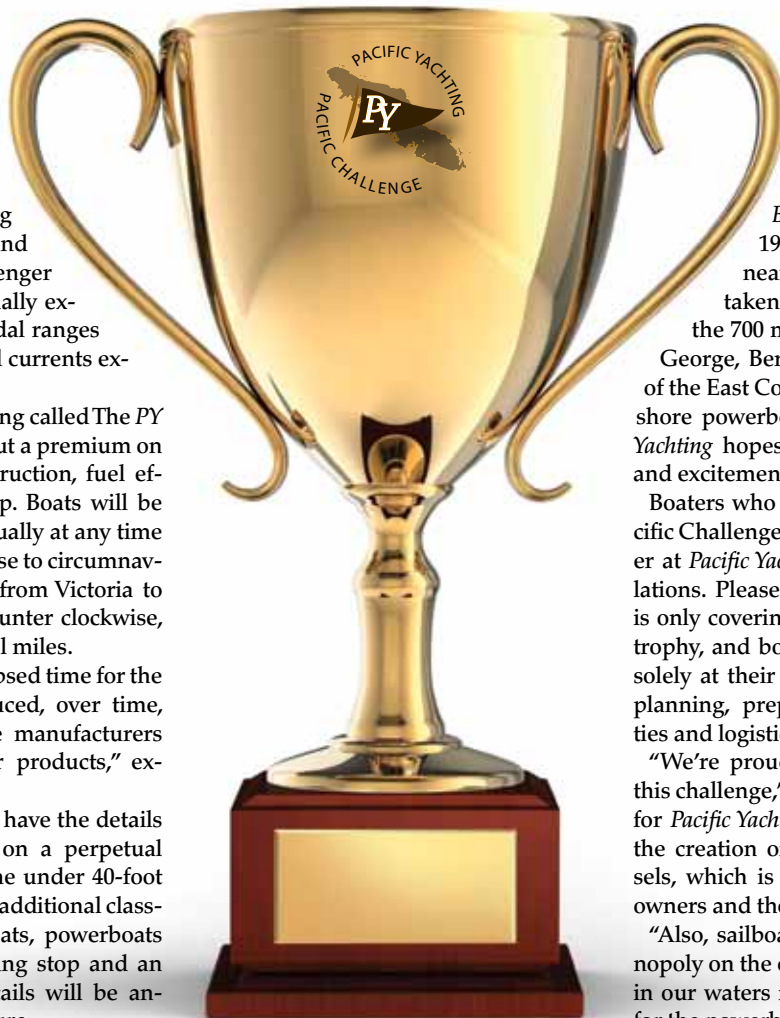 PACIFIC YACHTING
PY
PACIFIC CHALLENGE
ng
nd
enger
ally ex-
dal ranges
l currents ex-
ng called The PY
ut a premium on
ruction, fuel ef-
p. Boats will be
ually at any time
se to circumnav-
from Victoria to
unter clockwise,
l miles.
psed time for the
uced, over time,
e manufacturers
r products,” ex-
have the details
on a perpetual
ne under 40-foot
additional class-
ats, powerboats
ng stop and an
tails will be an-
19
near
taken
the 700 n
George, Ber
of the East Co
shore powerbo
Yachting hopes
and excitemen
Boaters who
cific Challenge
er at Pacific Yac
lations. Please
is only coverin
trophy, and bo
solely at their
planning, prep
ties and logistic
“We’re proud
this challenge,”
for Pacific Yach
the creation o
sels, which is
owners and the
“Also, sailboa
nopoly on the
in our waters